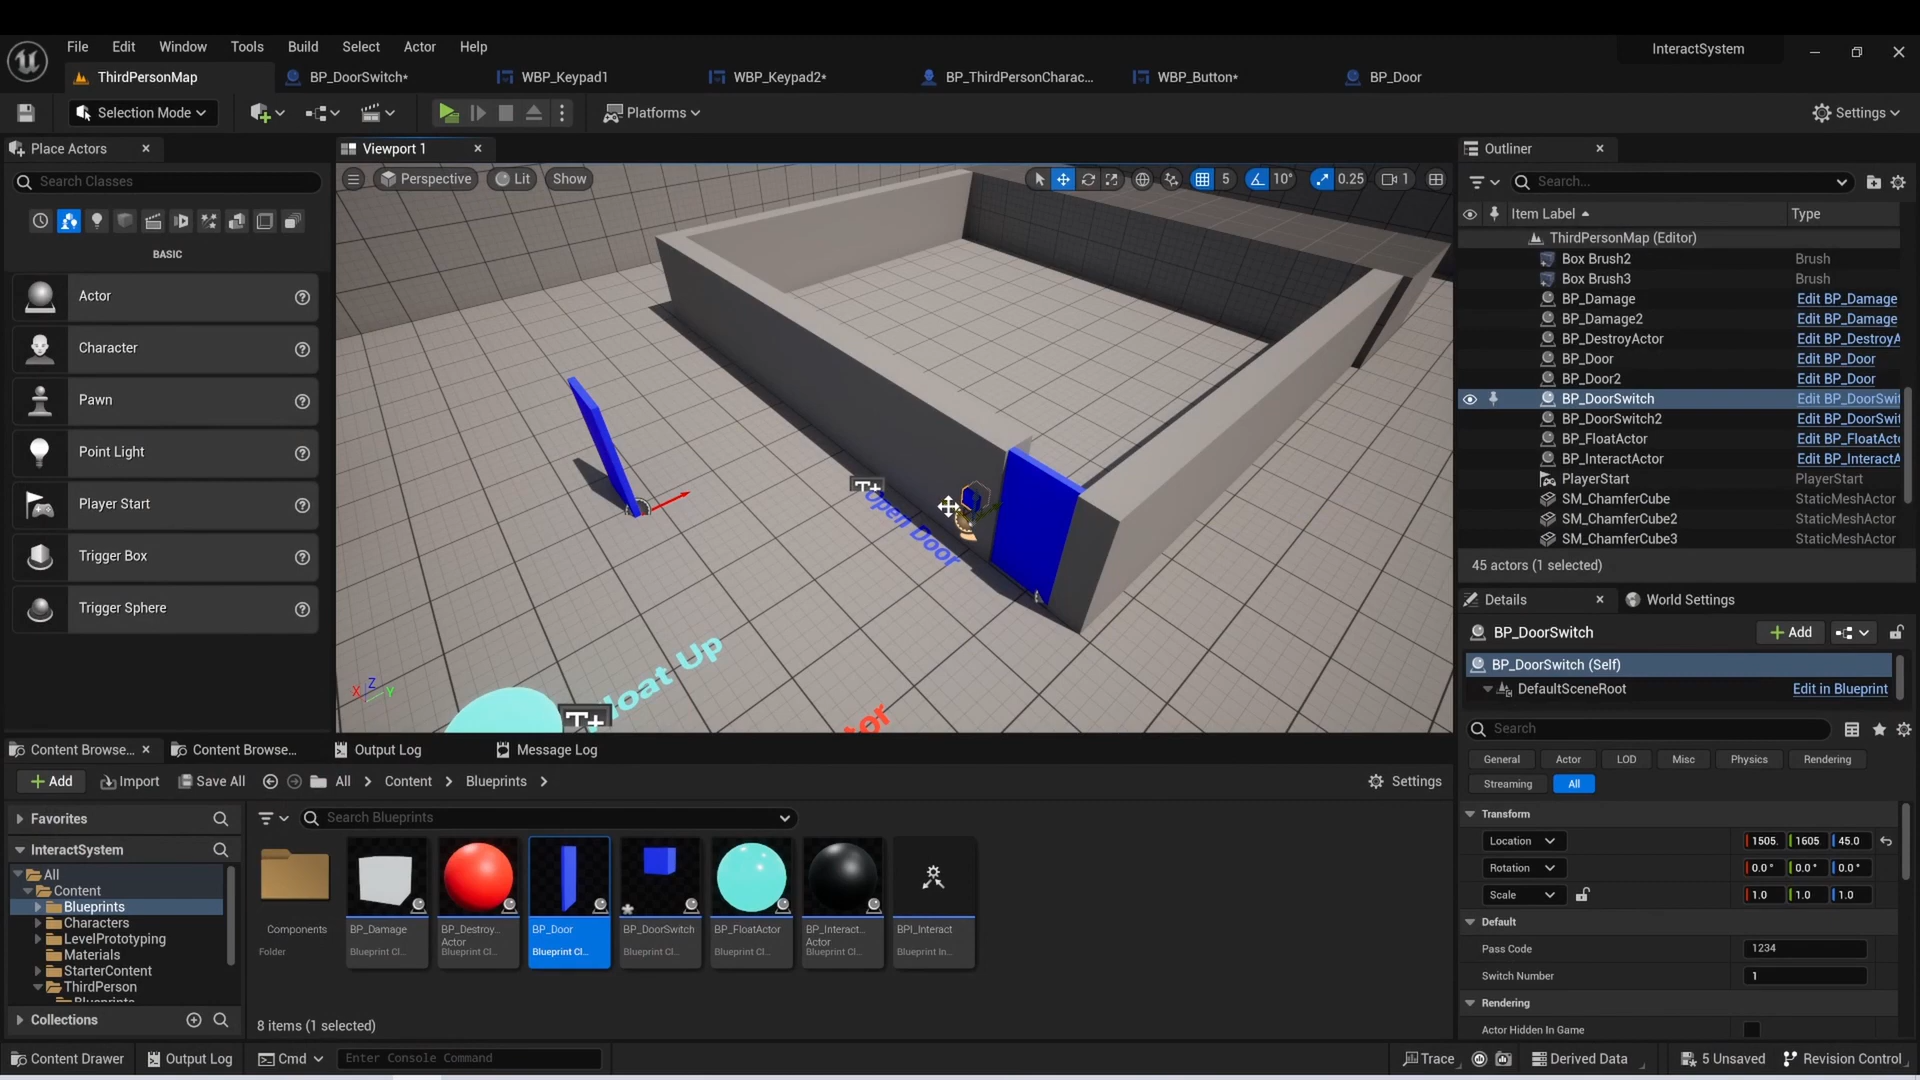 File Edit Window Tools Build Select Actor Help
InteractSystem
ThirdPersonMap
BP_DoorSwitch*
WBP_Keypad1
WBP_Keypad2*
BP_ThirdPersonCharac...
WBP_Button*
BP_Door
Selection Mode
Platforms
Settings
Place Actors
Search Classes
BASIC
Actor
Character
Pawn
Point Light
Player Start
Trigger Box
Trigger Sphere
Viewport 1
Perspective
Lit
Show
5
10°
0.25
1
Open Door
Float Up
tor
X Z Y
Outliner
Search...
Item Label Type
ThirdPersonMap (Editor)
Box Brush2 Brush
Box Brush3 Brush
BP_Damage Edit BP_Damage
BP_Damage2 Edit BP_Damage
BP_DestroyActor Edit BP_DestroyA
BP_Door Edit BP_Door
BP_Door2 Edit BP_Door
BP_DoorSwitch Edit BP_DoorSwit
BP_DoorSwitch2 Edit BP_DoorSwit
BP_FloatActor Edit BP_FloatActo
BP_InteractActor Edit BP_InteractA
PlayerStart PlayerStart
SM_ChamferCube StaticMeshActor
SM_ChamferCube2 StaticMeshActor
SM_ChamferCube3 StaticMeshActor
45 actors (1 selected)
Details
World Settings
BP_DoorSwitch
Add
BP_DoorSwitch (Self)
DefaultSceneRoot Edit in Blueprint
Search
General Actor LOD Misc Physics Rendering
Streaming All
Transform
Location 1505. 1605 45.0
Rotation 0.0° 0.0° 0.0°
Scale 1.0 1.0 1.0
Default
Pass Code 1234
Switch Number 1
Rendering
Actor Hidden In Game
Content Browse...
Content Browse...
Output Log
Message Log
Add
Import
Save All
All
Content
Blueprints
Settings
Favorites
InteractSystem
All
Content
Blueprints
Characters
LevelPrototyping
Materials
StarterContent
ThirdPerson
Blueprints
Collections
Search Blueprints
Components
Folder
BP_Damage
Blueprint Cl...
BP_Destroy...
Actor
Blueprint Cl...
BP_Door
Blueprint Cl...
BP_DoorSwitch
Blueprint Cl...
BP_FloatActor
Blueprint Cl...
BP_Interact...
Actor
Blueprint Cl...
BPI_Interact
Blueprint In...
8 items (1 selected)
Content Drawer
Output Log
Cmd
Enter Console Command
Trace
Derived Data
5 Unsaved
Revision Control